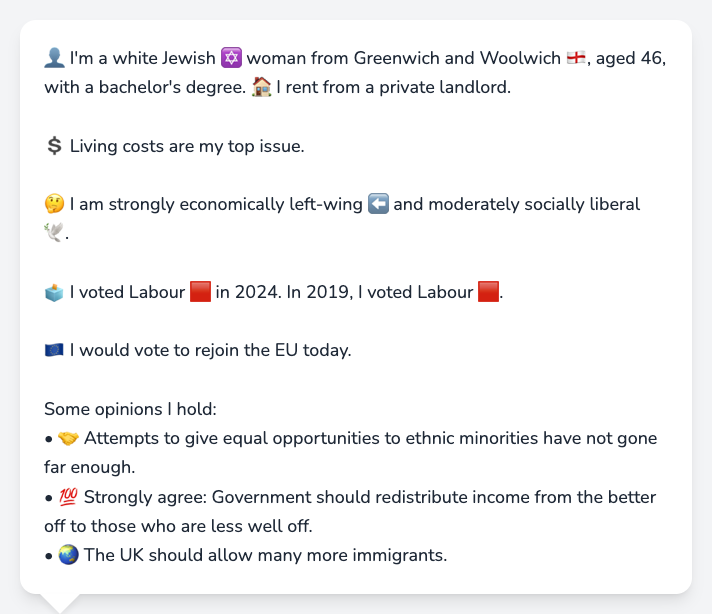 👤 I'm a white Jewish 🔯 woman from Greenwich and Woolwich 🏴󠁧󠁢󠁥󠁮󠁧󠁿, aged 46,
with a bachelor's degree. 🏠 I rent from a private landlord.
💲 Living costs are my top issue.
🤔 I am strongly economically left-wing ⬅️ and moderately socially liberal
🕊️.
🗳️ I voted Labour 🟥 in 2024. In 2019, I voted Labour 🟥.
🇪🇺 I would vote to rejoin the EU today.
Some opinions I hold:
• 🤝 Attempts to give equal opportunities to ethnic minorities have not gone
far enough.
• 💯 Strongly agree: Government should redistribute income from the better
off to those who are less well off.
• 🌏 The UK should allow many more immigrants.